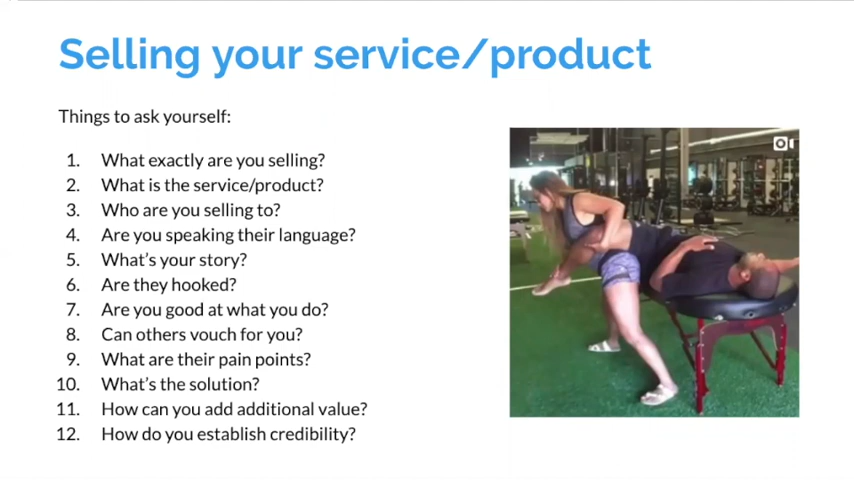 Selling your service/product
Things to ask yourself:
1. What exactly are you selling?
2. What is the service/product?
3. Who are you selling to?
4. Are you speaking their language?
5. What's your story?
6. Are they hooked?
7. Are you good at what you do?
8. Can others vouch for you?
9. What are their pain points?
10. What's the solution?
11. How can you add additional value?
12. How do you establish credibility?